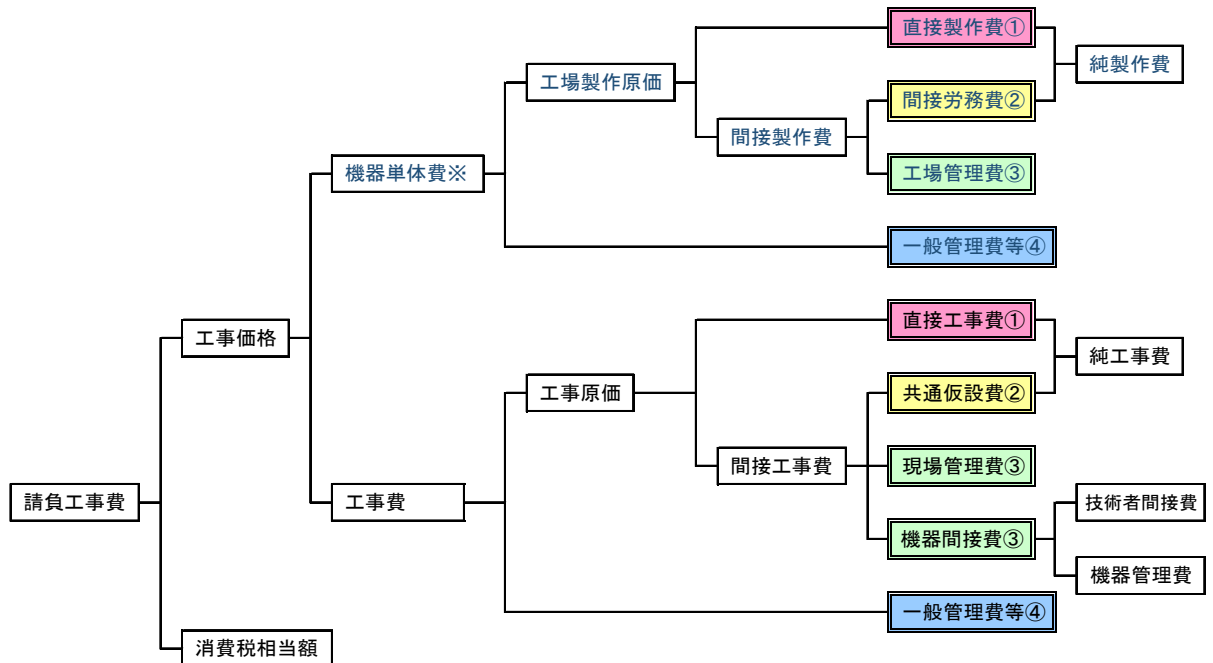 直接製作費①
純製作費
工場製作原価
間接労務費②
間接製作費
機器単体費※
工場管理費③
一般管理費等④
直接工事費①
工事価格
純工事費
工事原価
共通仮設費②
間接工事費
現場管理費③
請負工事費
工事費
技術者間接費
機器間接費③
機器管理費
一般管理費等④
消費税相当額